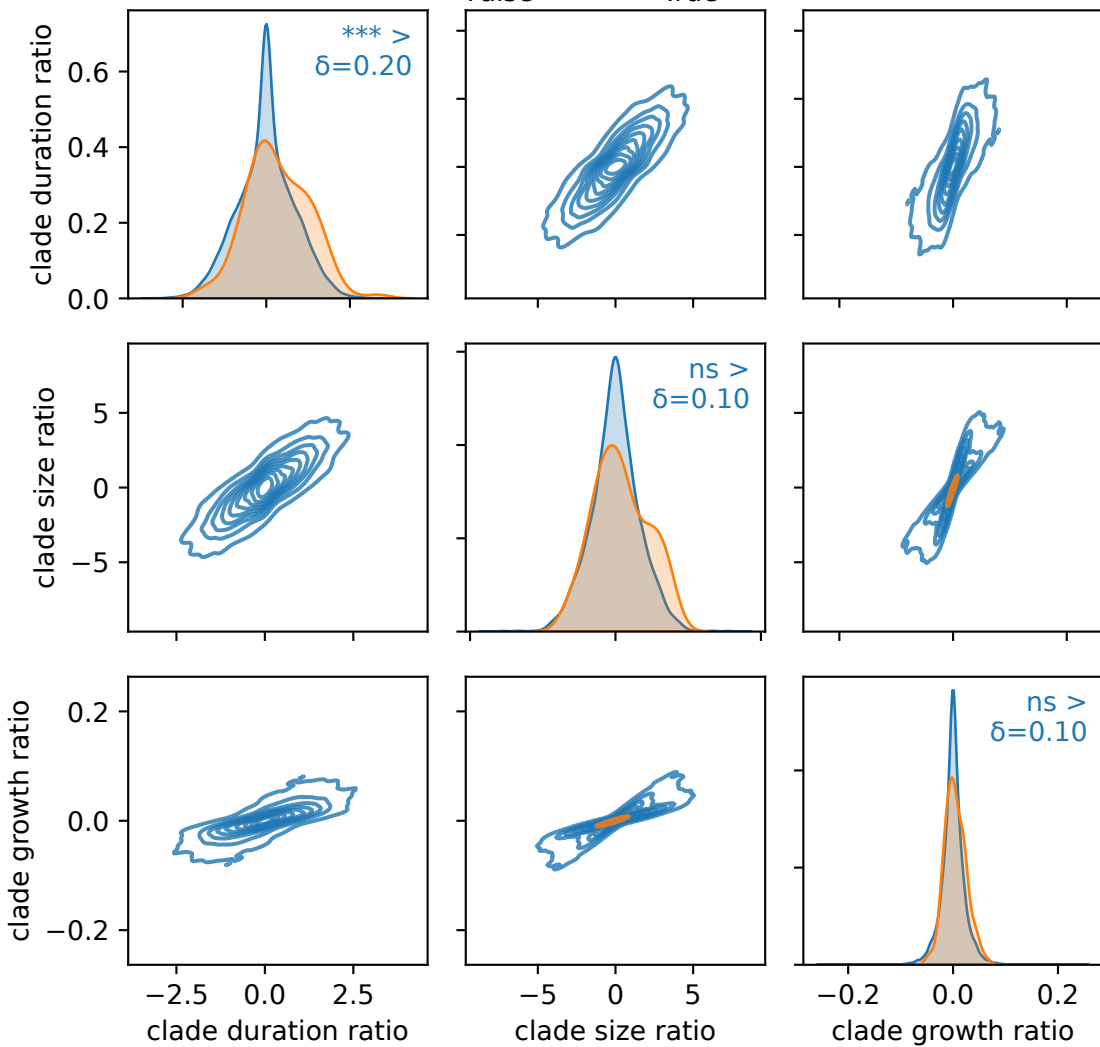 clade duration ratio
0.6
0.4
0.2
0.0
*** >
δ=0.20
clade size ratio
5
0
−5
ns >
δ=0.10
clade growth ratio
0.2
0.0
−0.2
ns >
δ=0.10
−2.5 0.0 2.5
−5 0 5
−0.2 0.0 0.2
clade duration ratio
clade size ratio
clade growth ratio